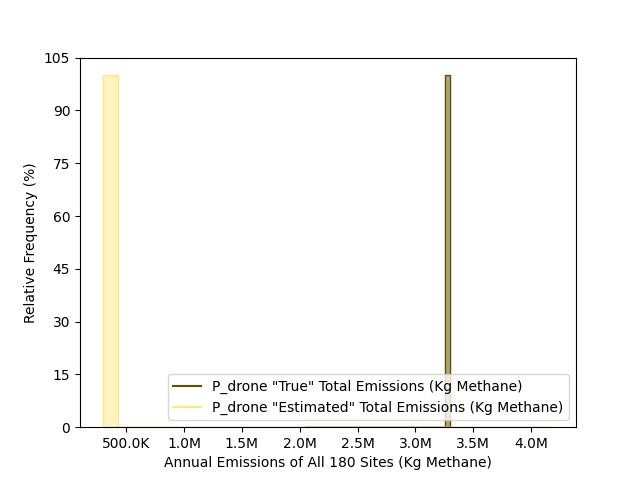 105
90
75
60
45
30
15
0
Relative Frequency (%)
P_drone "True" Total Emissions (Kg Methane)
P_drone "Estimated" Total Emissions (Kg Methane)
500.0K 1.0M 1.5M 2.0M 2.5M 3.0M 3.5M 4.0M
Annual Emissions of All 180 Sites (Kg Methane)